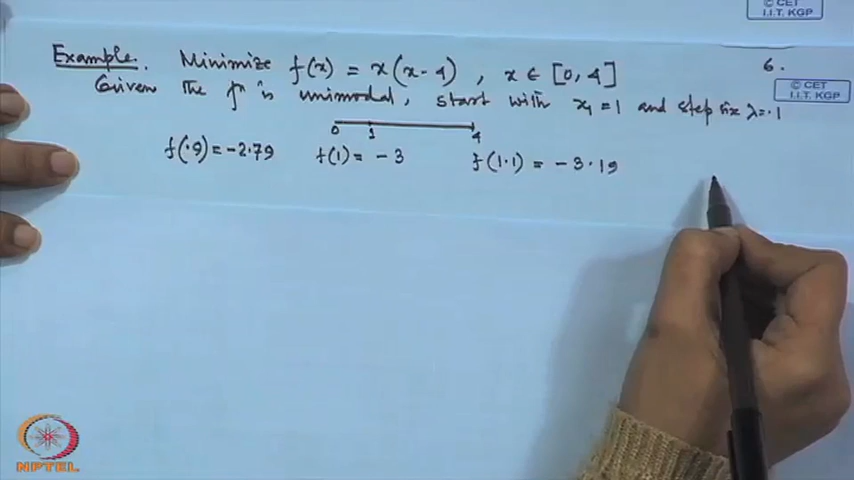 © CET
I.I.T. KGP
Example. Minimize f(x) = x(x-4), x ∈ [0, 4]
6.
© CET
I.I.T. KGP
Given the fn is unimodal, start with x₁ = 1 and step size λ = .1
0 1 4
f(.9) = -2.79 f(1) = -3 f(1.1) = -3.19
NPTEL